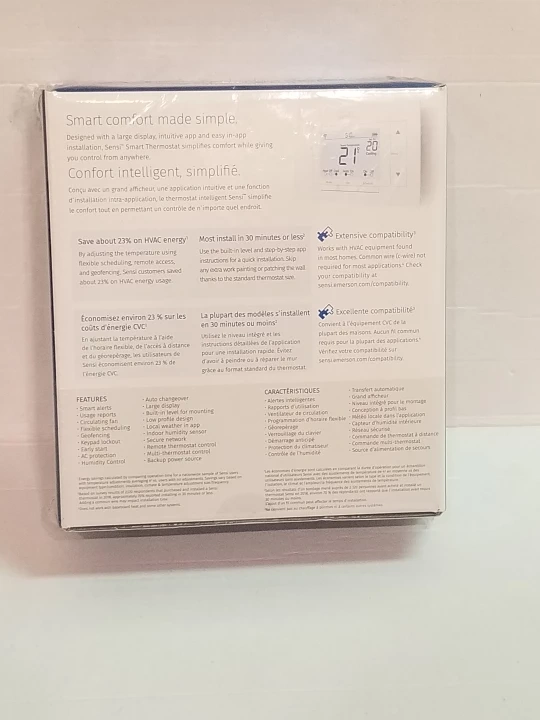 Smart comfort made simple.
Designed with a large display, intuitive app and easy in-app
installation, Sensi™ Smart Thermostat simplifies comfort while giving
you control from anywhere.
Confort intelligent, simplifié.
Conçu avec un grand afficheur, une application intuitive et une fonction
d'installation intra-application, le thermostat intelligent Sensi™ simplifie
le confort tout en permettant un contrôle de n'importe quel endroit.
21°
20
Save about 23% on HVAC energy¹
By adjusting the temperature using
flexible scheduling, remote access,
and geofencing, Sensi customers saved
about 23% on HVAC energy usage.
Most install in 30 minutes or less²
Use the built-in level and step-by-step app
instructions for a quick installation. Skip
any extra work painting or patching the wall
thanks to the standard thermostat size.
Extensive compatibility³
Works with HVAC equipment found
in most homes. Common wire (c-wire) not
required for most applications.³ Check
your compatibility at
sensi.emerson.com/compatibility.
Économisez environ 23 % sur les
coûts d'énergie CVC¹
En ajustant la température à l'aide
de l'horaire flexible, de l'accès à distance
et du géorepérage, les utilisateurs de
Sensi économisent environ 23 % de
l'énergie CVC.
La plupart des modèles s'installent
en 30 minutes ou moins²
Utilisez le niveau intégré et les
instructions détaillées de l'application
pour une installation rapide. Évitez
d'avoir à peindre ou à réparer le mur
grâce au format standard du thermostat.
Excellente compatibilité³
Convient à l'équipement CVC de la
plupart des maisons. Aucun fil commun
requis pour la plupart des applications.³
Vérifiez votre compatibilité sur
sensi.emerson.com/compatibility.
FEATURES
· Smart alerts
· Usage reports
· Circulating fan
· Flexible scheduling
· Geofencing
· Keypad lockout
· Early start
· AC protection
· Humidity Control
· Auto changeover
· Large display
· Built-in level for mounting
· Low profile design
· Local weather in app
· Indoor humidity sensor
· Secure network
· Remote thermostat control
· Multi-thermostat control
· Backup power source
CARACTÉRISTIQUES
· Alertes intelligentes
· Rapports d'utilisation
· Ventilateur de circulation
· Programmation d'horaire flexible
· Géorepérage
· Verrouillage du clavier
· Démarrage anticipé
· Protection du climatiseur
· Contrôle de l'humidité
· Transfert automatique
· Grand afficheur
· Niveau intégré pour le montage
· Conception à profil bas
· Météo locale dans l'application
· Capteur d'humidité intérieure
· Réseau sécurisé
· Commande de thermostat à distance
· Commande multi-thermostat
· Source d'alimentation de secours